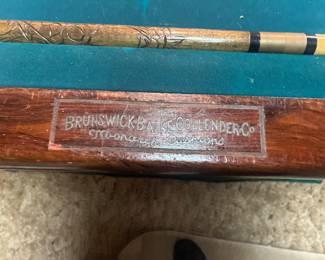 BRUNSWICK-BALKE-COLLENDER-CO
Monarch Cushions